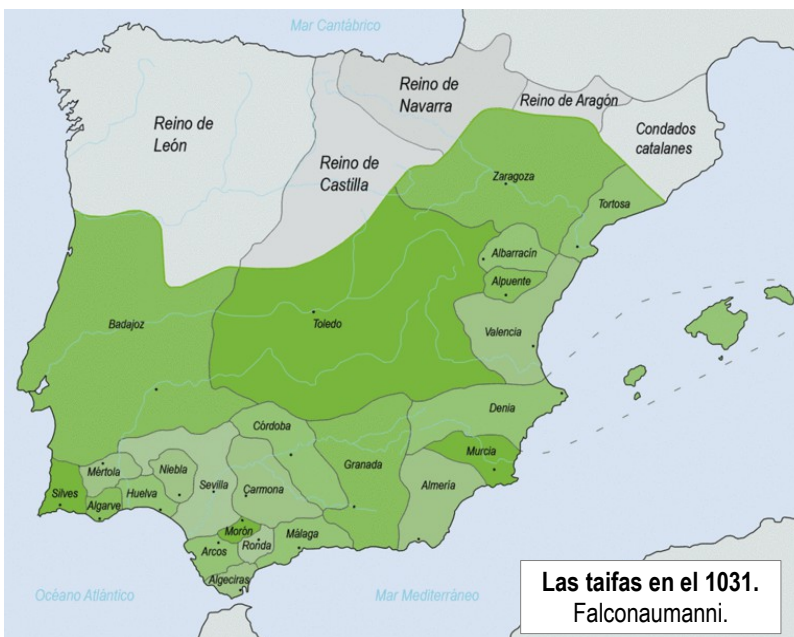 Mar Cantábrico
Reino de
León
Reino de
Castilla
Reino de
Navarra
Reino de Aragón
Condados
catalanes
Zaragoza
Tortosa
Albarracín
Alpuente
Valencia
Badajoz
Toledo
Denia
Córdoba
Murcia
Granada
Almería
Mértola
Niebla
Sevilla
Carmona
Silves
Algarve
Huelva
Morón
Málaga
Arcos
Ronda
Algeciras
Océano Atlántico
Mar Mediterráneo
Las taifas en el 1031.
Falconaumanni.